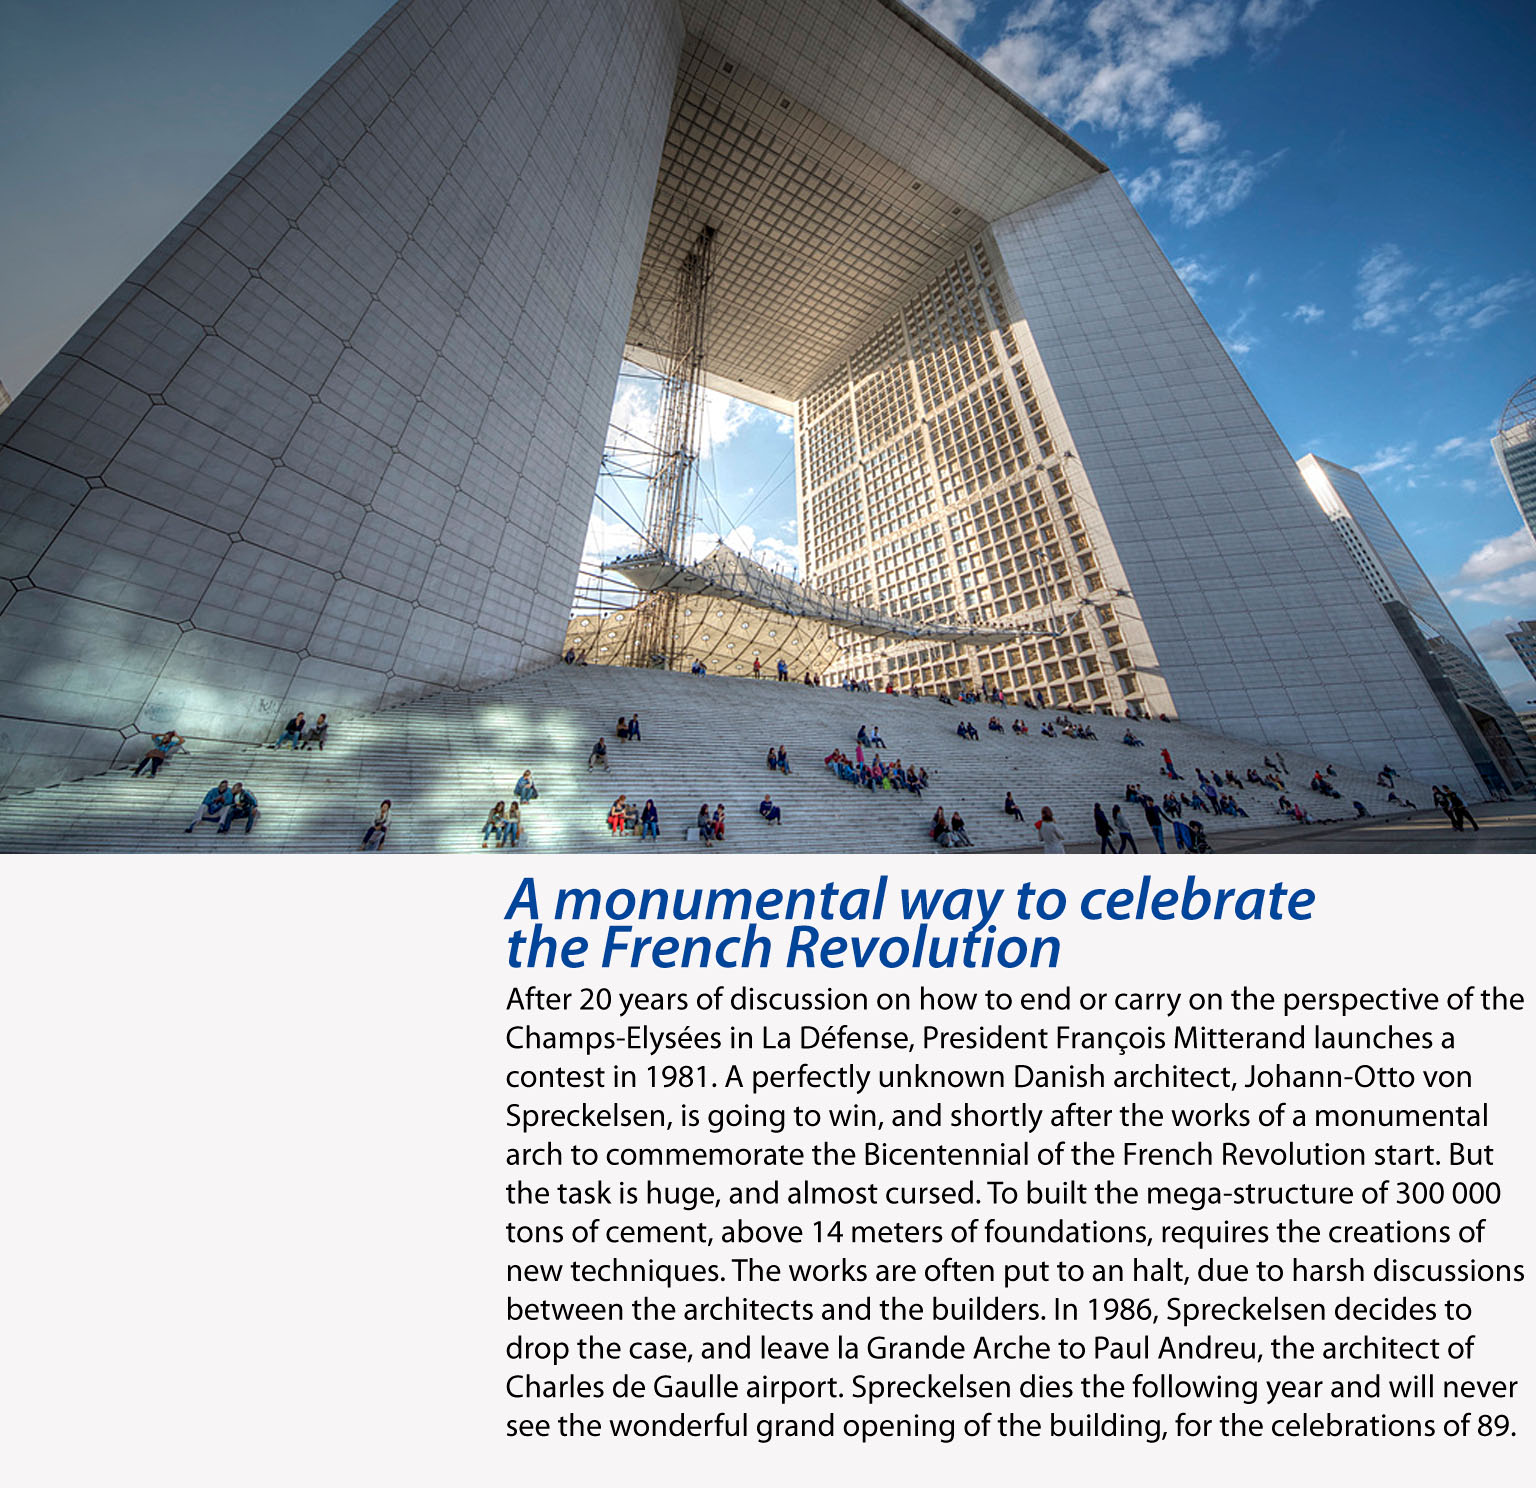 A monumental way to celebrate
the French Revolution
After 20 years of discussion on how to end or carry on the perspective of the
Champs-Elysées in La Défense, President François Mitterand launches a
contest in 1981. A perfectly unknown Danish architect, Johann-Otto von
Spreckelsen, is going to win, and shortly after the works of a monumental
arch to commemorate the Bicentennial of the French Revolution start. But
the task is huge, and almost cursed. To built the mega-structure of 300 000
tons of cement, above 14 meters of foundations, requires the creations of
new techniques. The works are often put to an halt, due to harsh discussions
between the architects and the builders. In 1986, Spreckelsen decides to
drop the case, and leave la Grande Arche to Paul Andreu, the architect of
Charles de Gaulle airport. Spreckelsen dies the following year and will never
see the wonderful grand opening of the building, for the celebrations of 89.